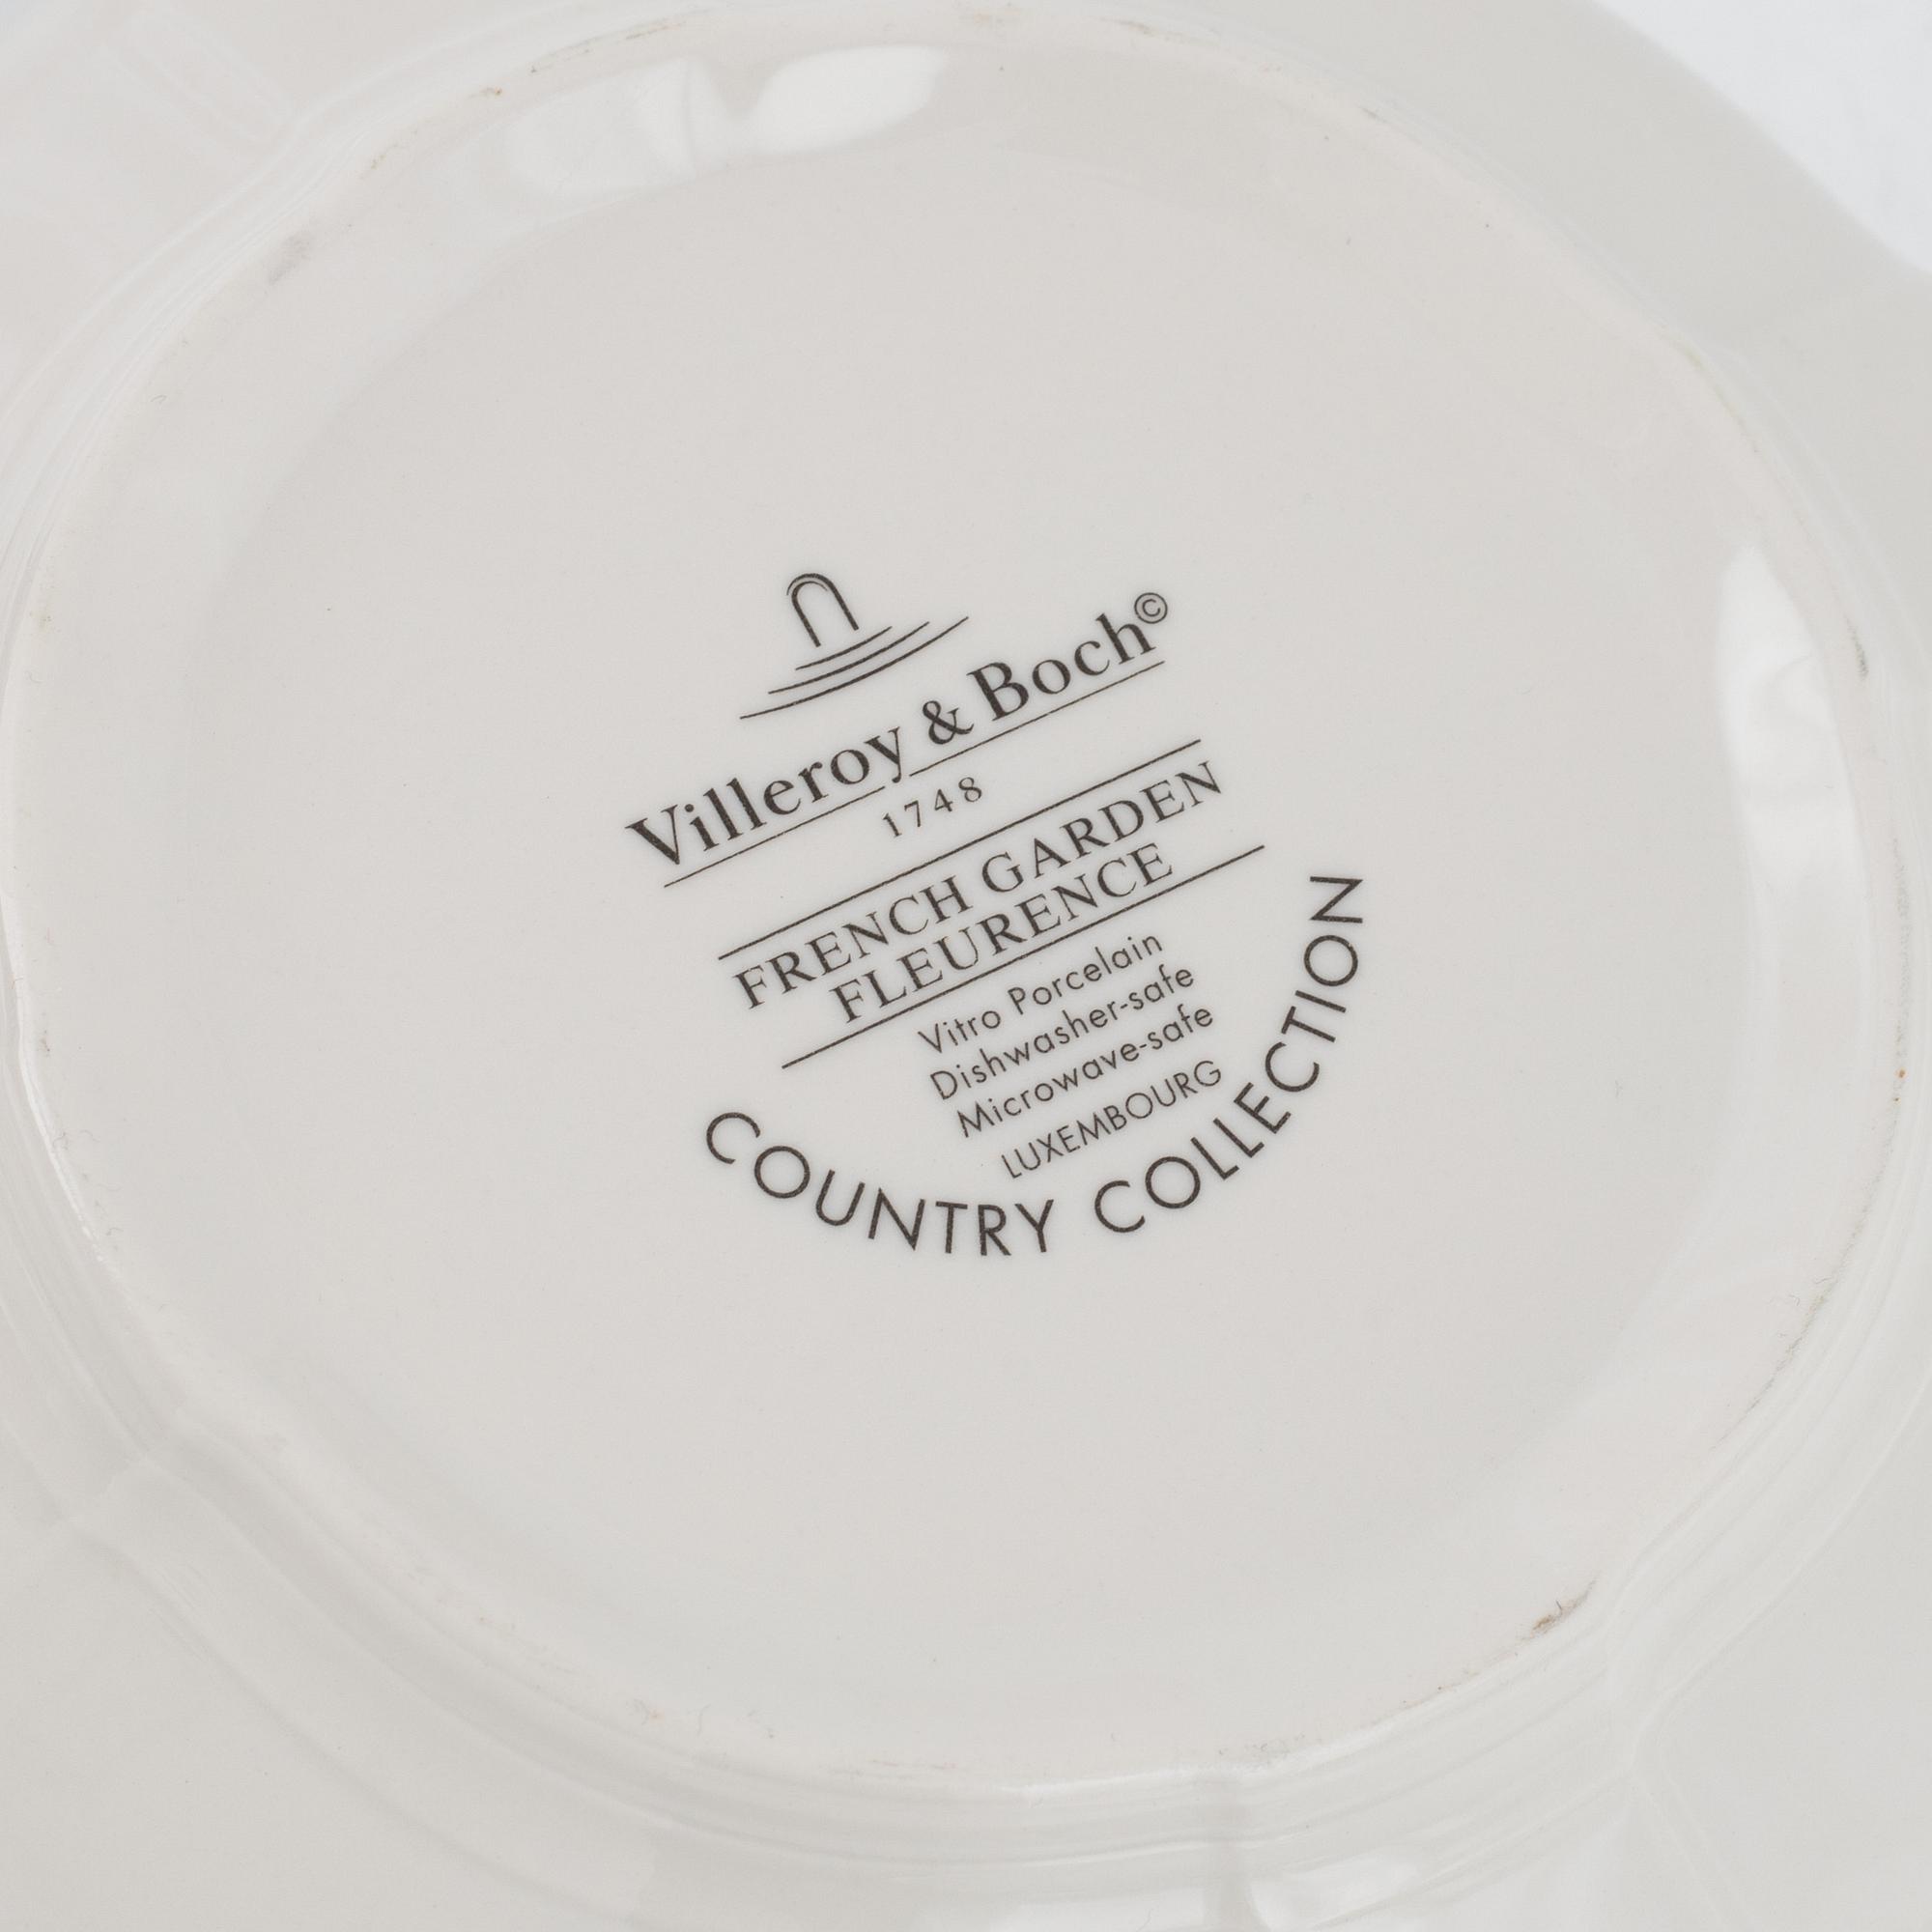 Villeroy & Boch©
1748
FRENCH GARDEN
FLEURENCE
Vitro Porcelain
Dishwasher-safe
Microwave-safe
LUXEMBOURG
COUNTRY COLLECTION